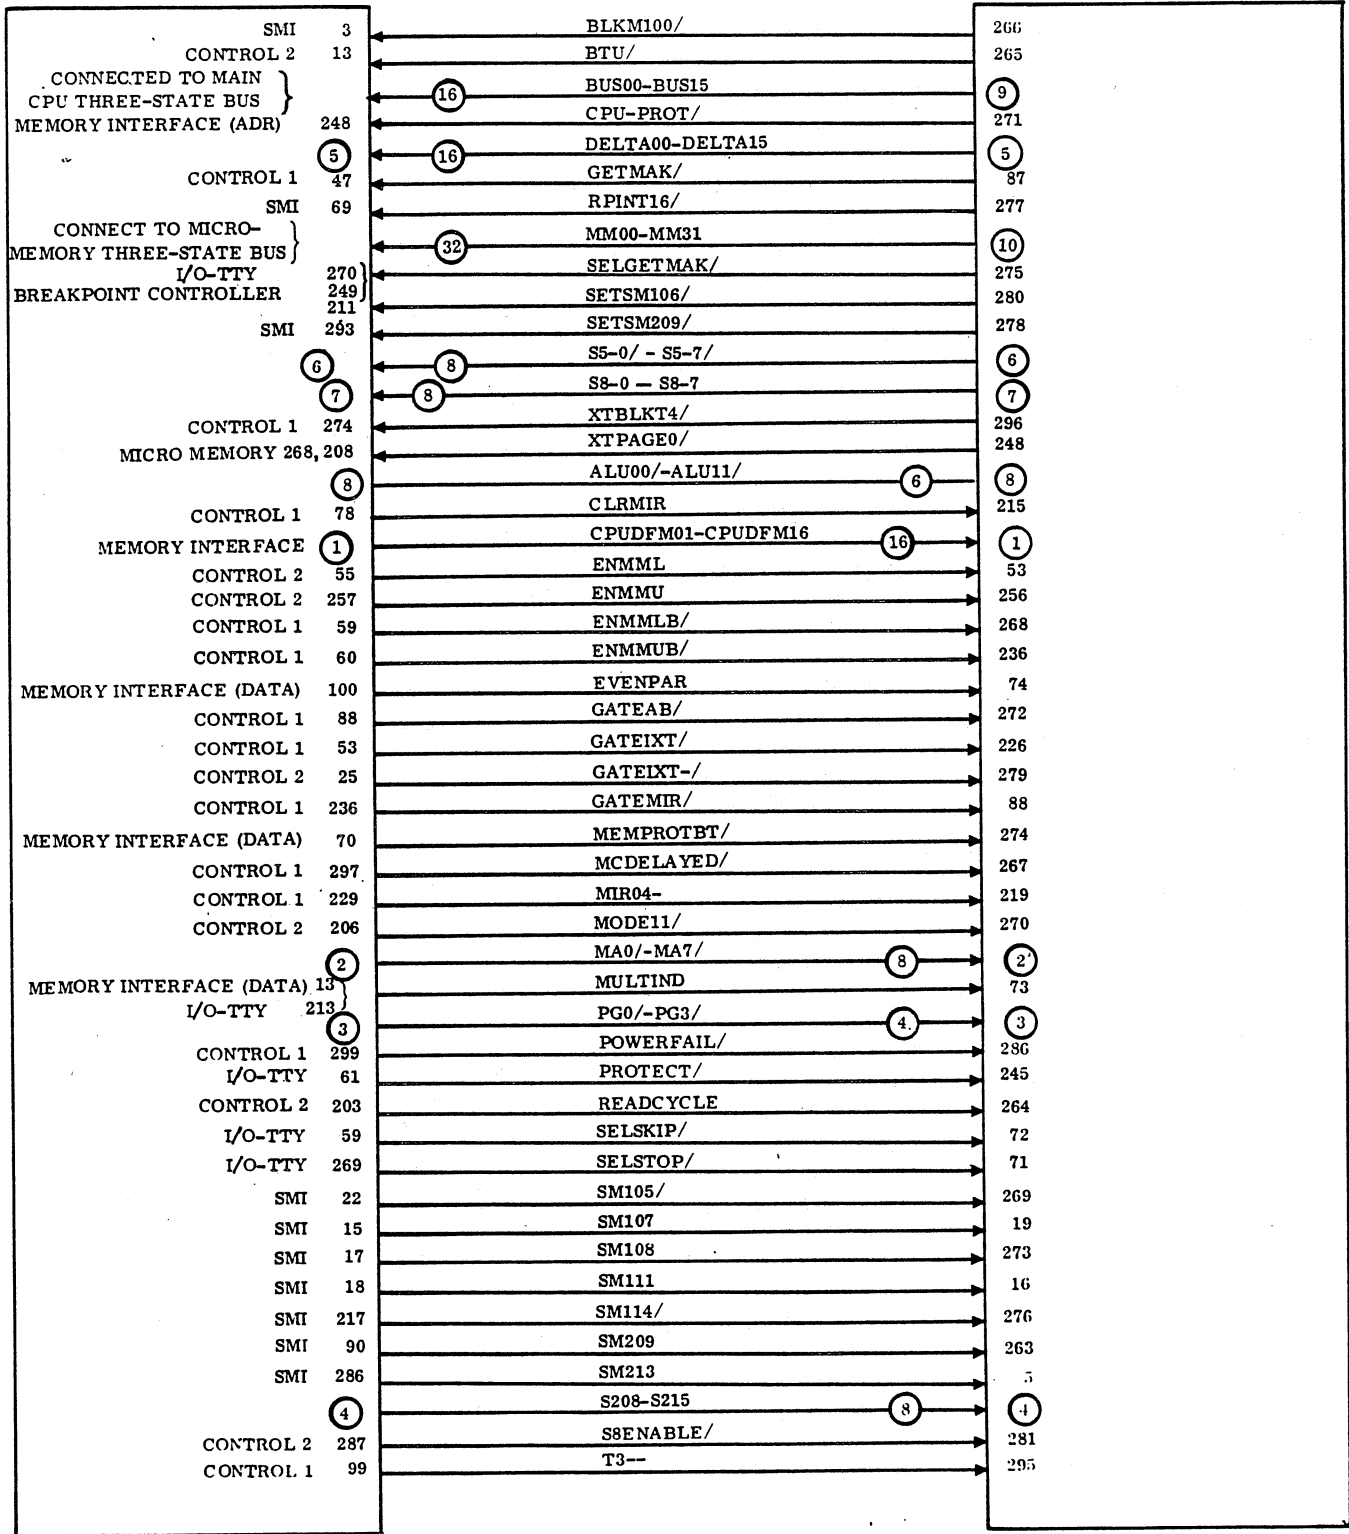 SMI 3 BLKM100/ 266
CONTROL 2 13 BTU/ 265
CONNECTED TO MAIN
CPU THREE-STATE BUS 16 BUS00-BUS15 9
MEMORY INTERFACE (ADR) 248 CPU-PROT/ 271
5 16 DELTA00-DELTA15 5
CONTROL 1 47 GETMAK/ 87
SMI 69 RPINT16/ 277
CONNECT TO MICRO-
MEMORY THREE-STATE BUS 32 MM00-MM31 10
I/O-TTY 270 SELGETMAK/ 275
BREAKPOINT CONTROLLER 249
211 SETSM106/ 280
SMI 293 SETSM209/ 278
6 8 S5-0/ - S5-7/ 6
7 8 S8-0 — S8-7 7
CONTROL 1 274 XTBLKT4/ 296
MICRO MEMORY 268, 208 XTPAGE0/ 248
8 ALU00/-ALU11/ 6 8
CONTROL 1 78 CLRMIR 215
MEMORY INTERFACE 1 CPUDFM01-CPUDFM16 16 1
CONTROL 2 55 ENMML 53
CONTROL 2 257 ENMMU 256
CONTROL 1 59 ENMMLB/ 268
CONTROL 1 60 ENMMUB/ 236
MEMORY INTERFACE (DATA) 100 EVENPAR 74
CONTROL 1 88 GATEAB/ 272
CONTROL 1 53 GATEIXT/ 226
CONTROL 2 25 GATEIXT-/ 279
CONTROL 1 236 GATEMIR/ 88
MEMORY INTERFACE (DATA) 70 MEMPROTBT/ 274
CONTROL 1 297 MCDELAYED/ 267
CONTROL 1 229 MIR04- 219
CONTROL 2 206 MODE11/ 270
2 MA0/-MA7/ 8 2
MEMORY INTERFACE (DATA) 13 MULTIND 73
I/O-TTY 213
3 PG0/-PG3/ 4 3
CONTROL 1 299 POWERFAIL/ 286
I/O-TTY 61 PROTECT/ 245
CONTROL 2 203 READCYCLE 264
I/O-TTY 59 SELSKIP/ 72
I/O-TTY 269 SELSTOP/ 71
SMI 22 SM105/ 269
SMI 15 SM107 19
SMI 17 SM108 273
SMI 18 SM111 16
SMI 217 SM114/ 276
SMI 90 SM209 263
SMI 286 SM213 5
4 S208-S215 8 4
CONTROL 2 287 S8ENABLE/ 281
CONTROL 1 99 T3-- 295